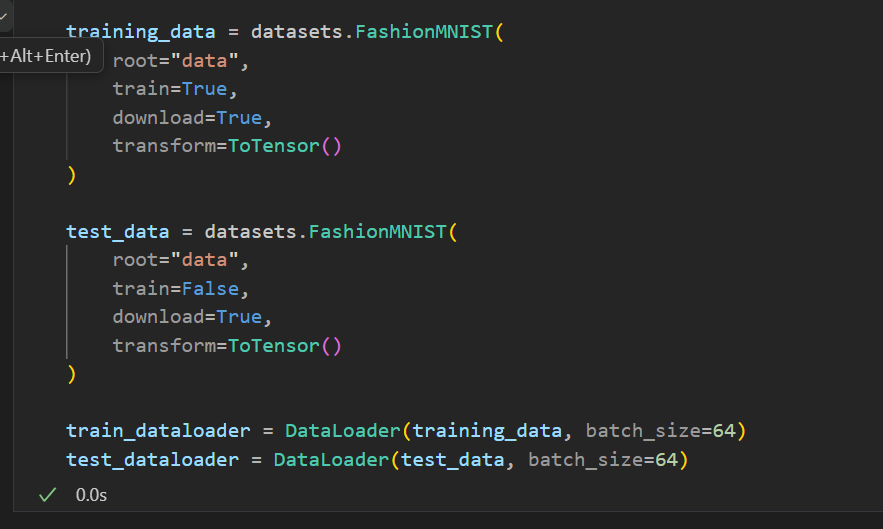 training_data = datasets.FashionMNIST(
+Alt+Enter)
root="data",
train=True,
download=True,
transform=ToTensor()
)
test_data = datasets.FashionMNIST(
root="data",
train=False,
download=True,
transform=ToTensor()
)
train_dataloader = DataLoader(training_data, batch_size=64)
test_dataloader = DataLoader(test_data, batch_size=64)
0.0s